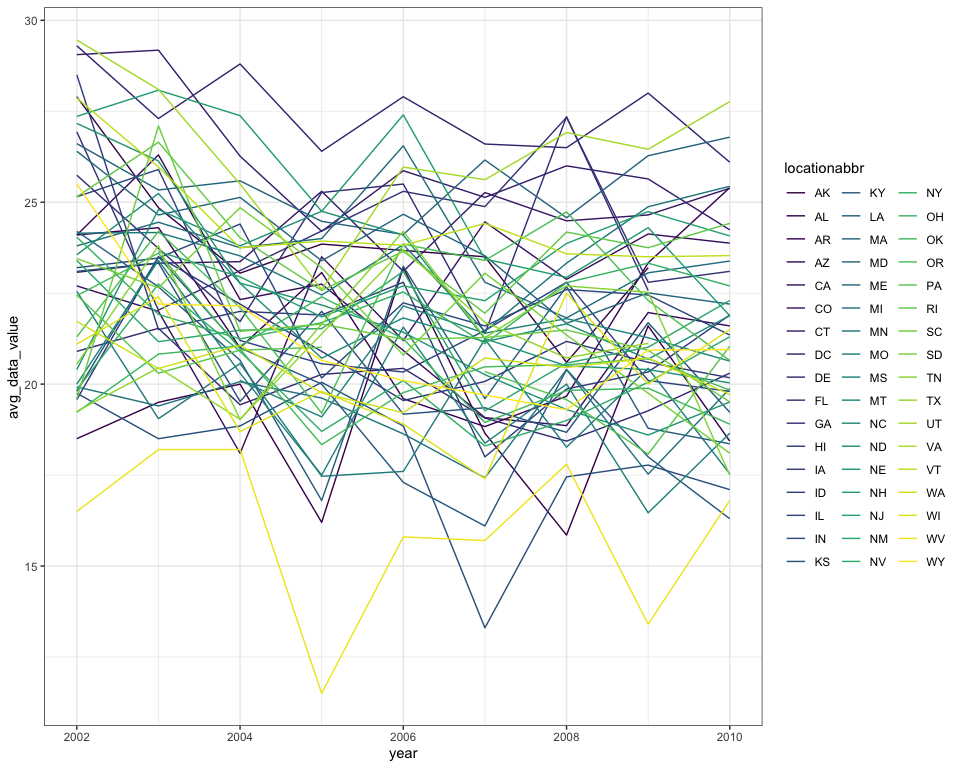 30
25
20
15
avg_data_value
2002
2004
2006
2008
2010
year
locationabbr
AK KY NY
AL LA OH
AR MA OK
AZ MD OR
CA ME PA
CO MI RI
CT MN SC
DC MO SD
DE MS TN
FL MT TX
GA NC UT
HI ND VA
IA NE VT
ID NH WA
IL NJ WI
IN NM WV
KS NV WY